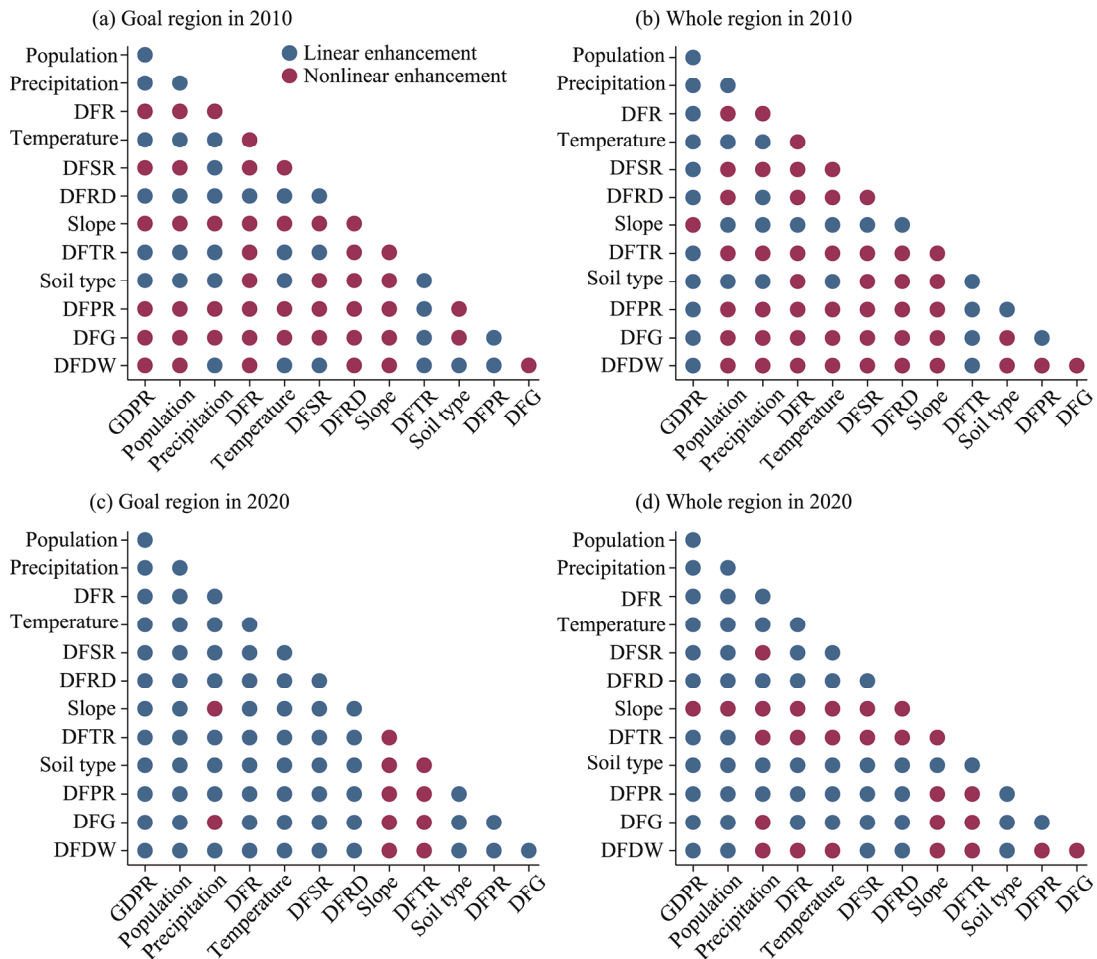 (a) Goal region in 2010
Linear enhancement
Nonlinear enhancement
Population
Precipitation
DFR
Temperature
DFSR
DFRD
Slope
DFTR
Soil type
DFPR
DFG
DFDW
GDPR
Population
Precipitation
DFR
Temperature
DFSR
DFRD
Slope
DFTR
Soil type
DFPR
DFG
(b) Whole region in 2010
Population
Precipitation
DFR
Temperature
DFSR
DFRD
Slope
DFTR
Soil type
DFPR
DFG
DFDW
GDPR
Population
Precipitation
DFR
Temperature
DFSR
DFRD
Slope
DFTR
Soil type
DFPR
DFG
(c) Goal region in 2020
Population
Precipitation
DFR
Temperature
DFSR
DFRD
Slope
DFTR
Soil type
DFPR
DFG
DFDW
GDPR
Population
Precipitation
DFR
Temperature
DFSR
DFRD
Slope
DFTR
Soil type
DFPR
DFG
(d) Whole region in 2020
Population
Precipitation
DFR
Temperature
DFSR
DFRD
Slope
DFTR
Soil type
DFPR
DFG
DFDW
GDPR
Population
Precipitation
DFR
Temperature
DFSR
DFRD
Slope
DFTR
Soil type
DFPR
DFG